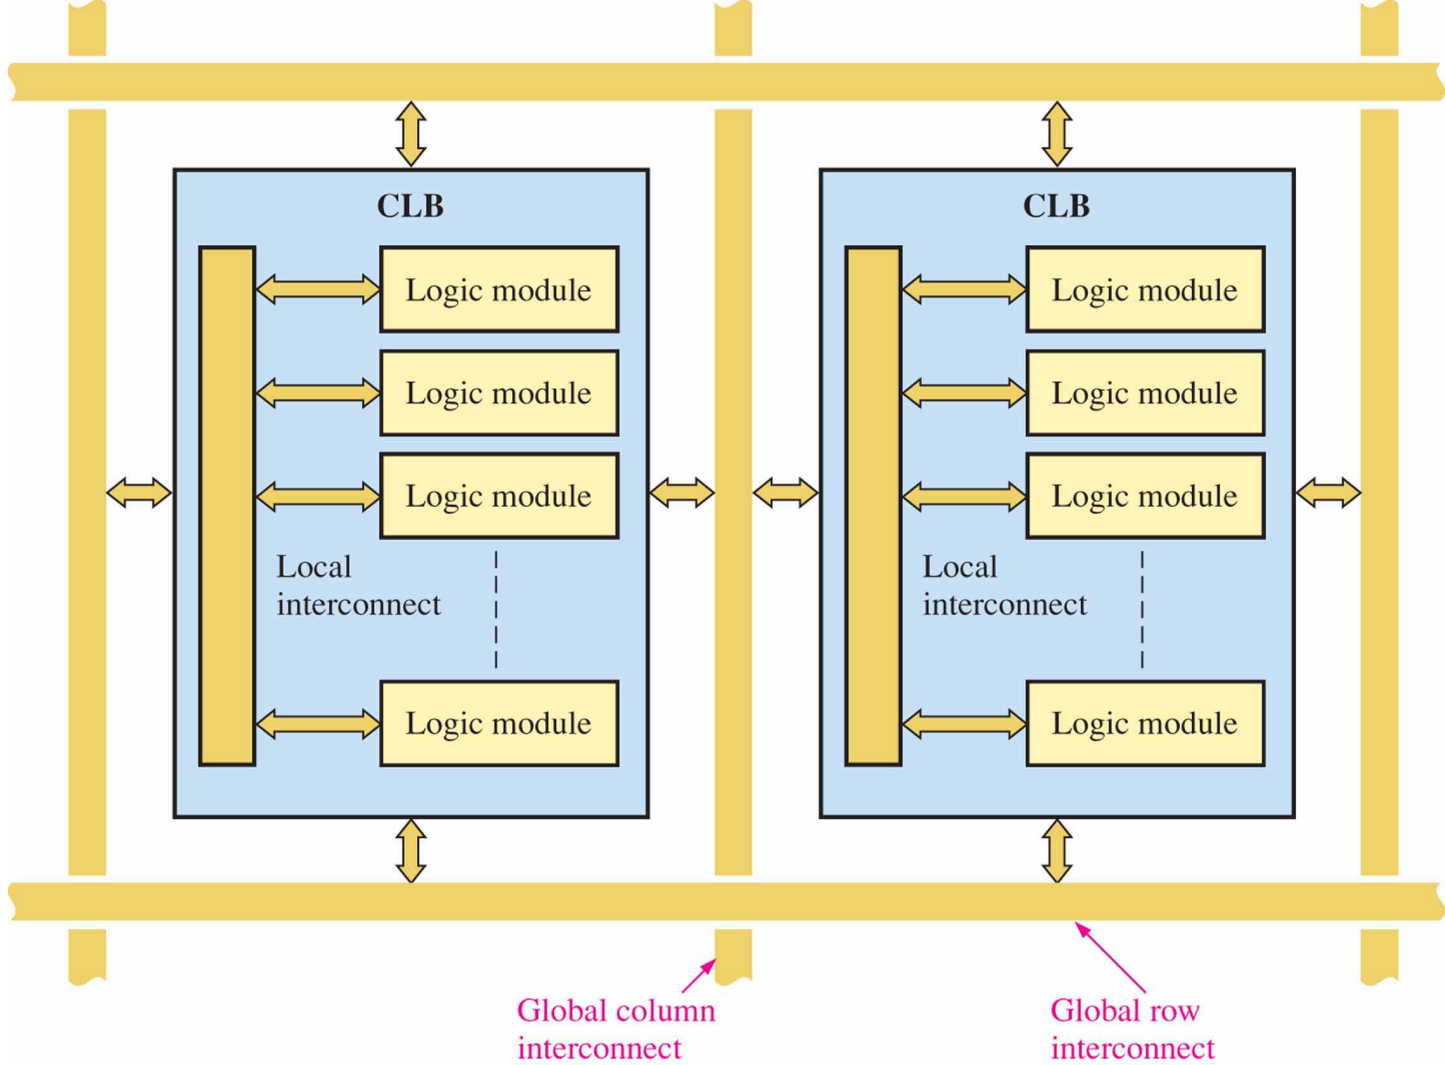 CLB
Logic module
Logic module
Logic module
Local
interconnect
Logic module
CLB
Logic module
Logic module
Logic module
Local
interconnect
Logic module
Global column
interconnect
Global row
interconnect